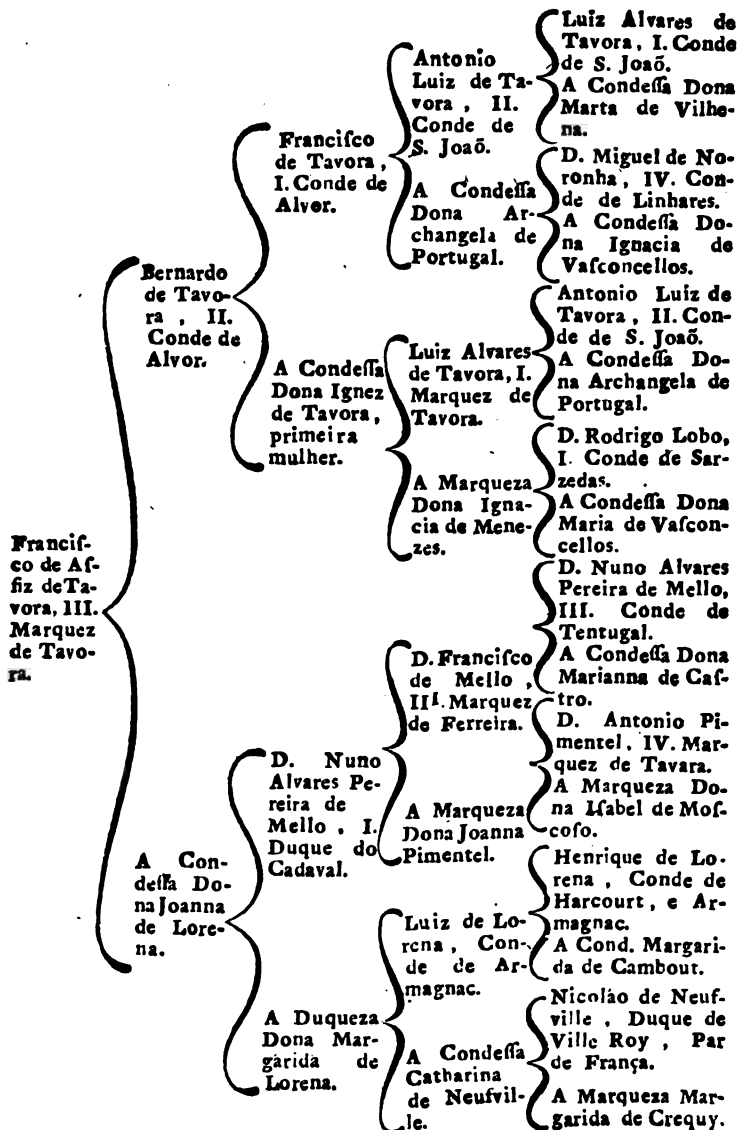 Franciſ-
co de Aſ-
fiz de Ta-
vora, III.
Marquez
de Tavo-
ra.
Bernardo
de Tavo-
ra , II.
Conde de
Alvor.
A Con-
deſſa Do-
na Joanna
de Lore-
na.
Franciſco
de Tavora ,
I. Conde de
Alvor.
A Condeſſa
Dona Ignez
de Tavora,
primeira
mulher.
D. Nuno
Alvares Pe-
reira de
Mello , I.
Duque do
Cadaval.
A Duqueza
Dona Mar-
garida de
Lorena.
Antonio
Luiz de Ta-
vora , II.
Conde de
S. Joaõ.
A Condeſſa
Dona Ar-
changela de
Portugal.
Luiz Alvares
de Tavora, I.
Marquez de
Tavora.
A Marqueza
Dona Igna-
cia de Mene-
zes.
D. Franciſco
de Mello ,
III. Marquez
de Ferreira.
A Marqueza
Dona Joanna
Pimentel.
Luiz de Lo-
rena , Con-
de de Ar-
magnac.
A Condeſſa
Catharina
de Neufvil-
le.
Luiz Alvares de
Tavora, I. Conde
de S. Joaõ.
A Condeſſa Dona
Marta de Vilhe-
na.
D. Miguel de No-
ronha, IV. Con-
de de Linhares.
A Condeſſa Do-
na Ignacia de
Vaſconcellos.
Antonio Luiz de
Tavora , II. Con-
de de S. Joaõ.
A Condeſſa Do-
na Archangela de
Portugal.
D. Rodrigo Lobo,
I. Conde de Sar-
zedas.
A Condeſſa Dona
Maria de Vaſcon-
cellos.
D. Nuno Alvares
Pereira de Mello,
III. Conde de
Tentugal.
A Condeſſa Dona
Marianna de Caſ-
tro.
D. Antonio Pi-
mentel, IV. Mar-
quez de Tavara.
A Marqueza Do-
na Iſabel de Moſ-
coſo.
Henrique de Lo-
rena , Conde de
Harcourt, e Ar-
magnac.
A Cond. Margari-
da de Cambout.
Nicoláo de Neuf-
ville , Duque de
Ville Roy , Par
de França.
A Marqueza Mar-
garida de Crequy.